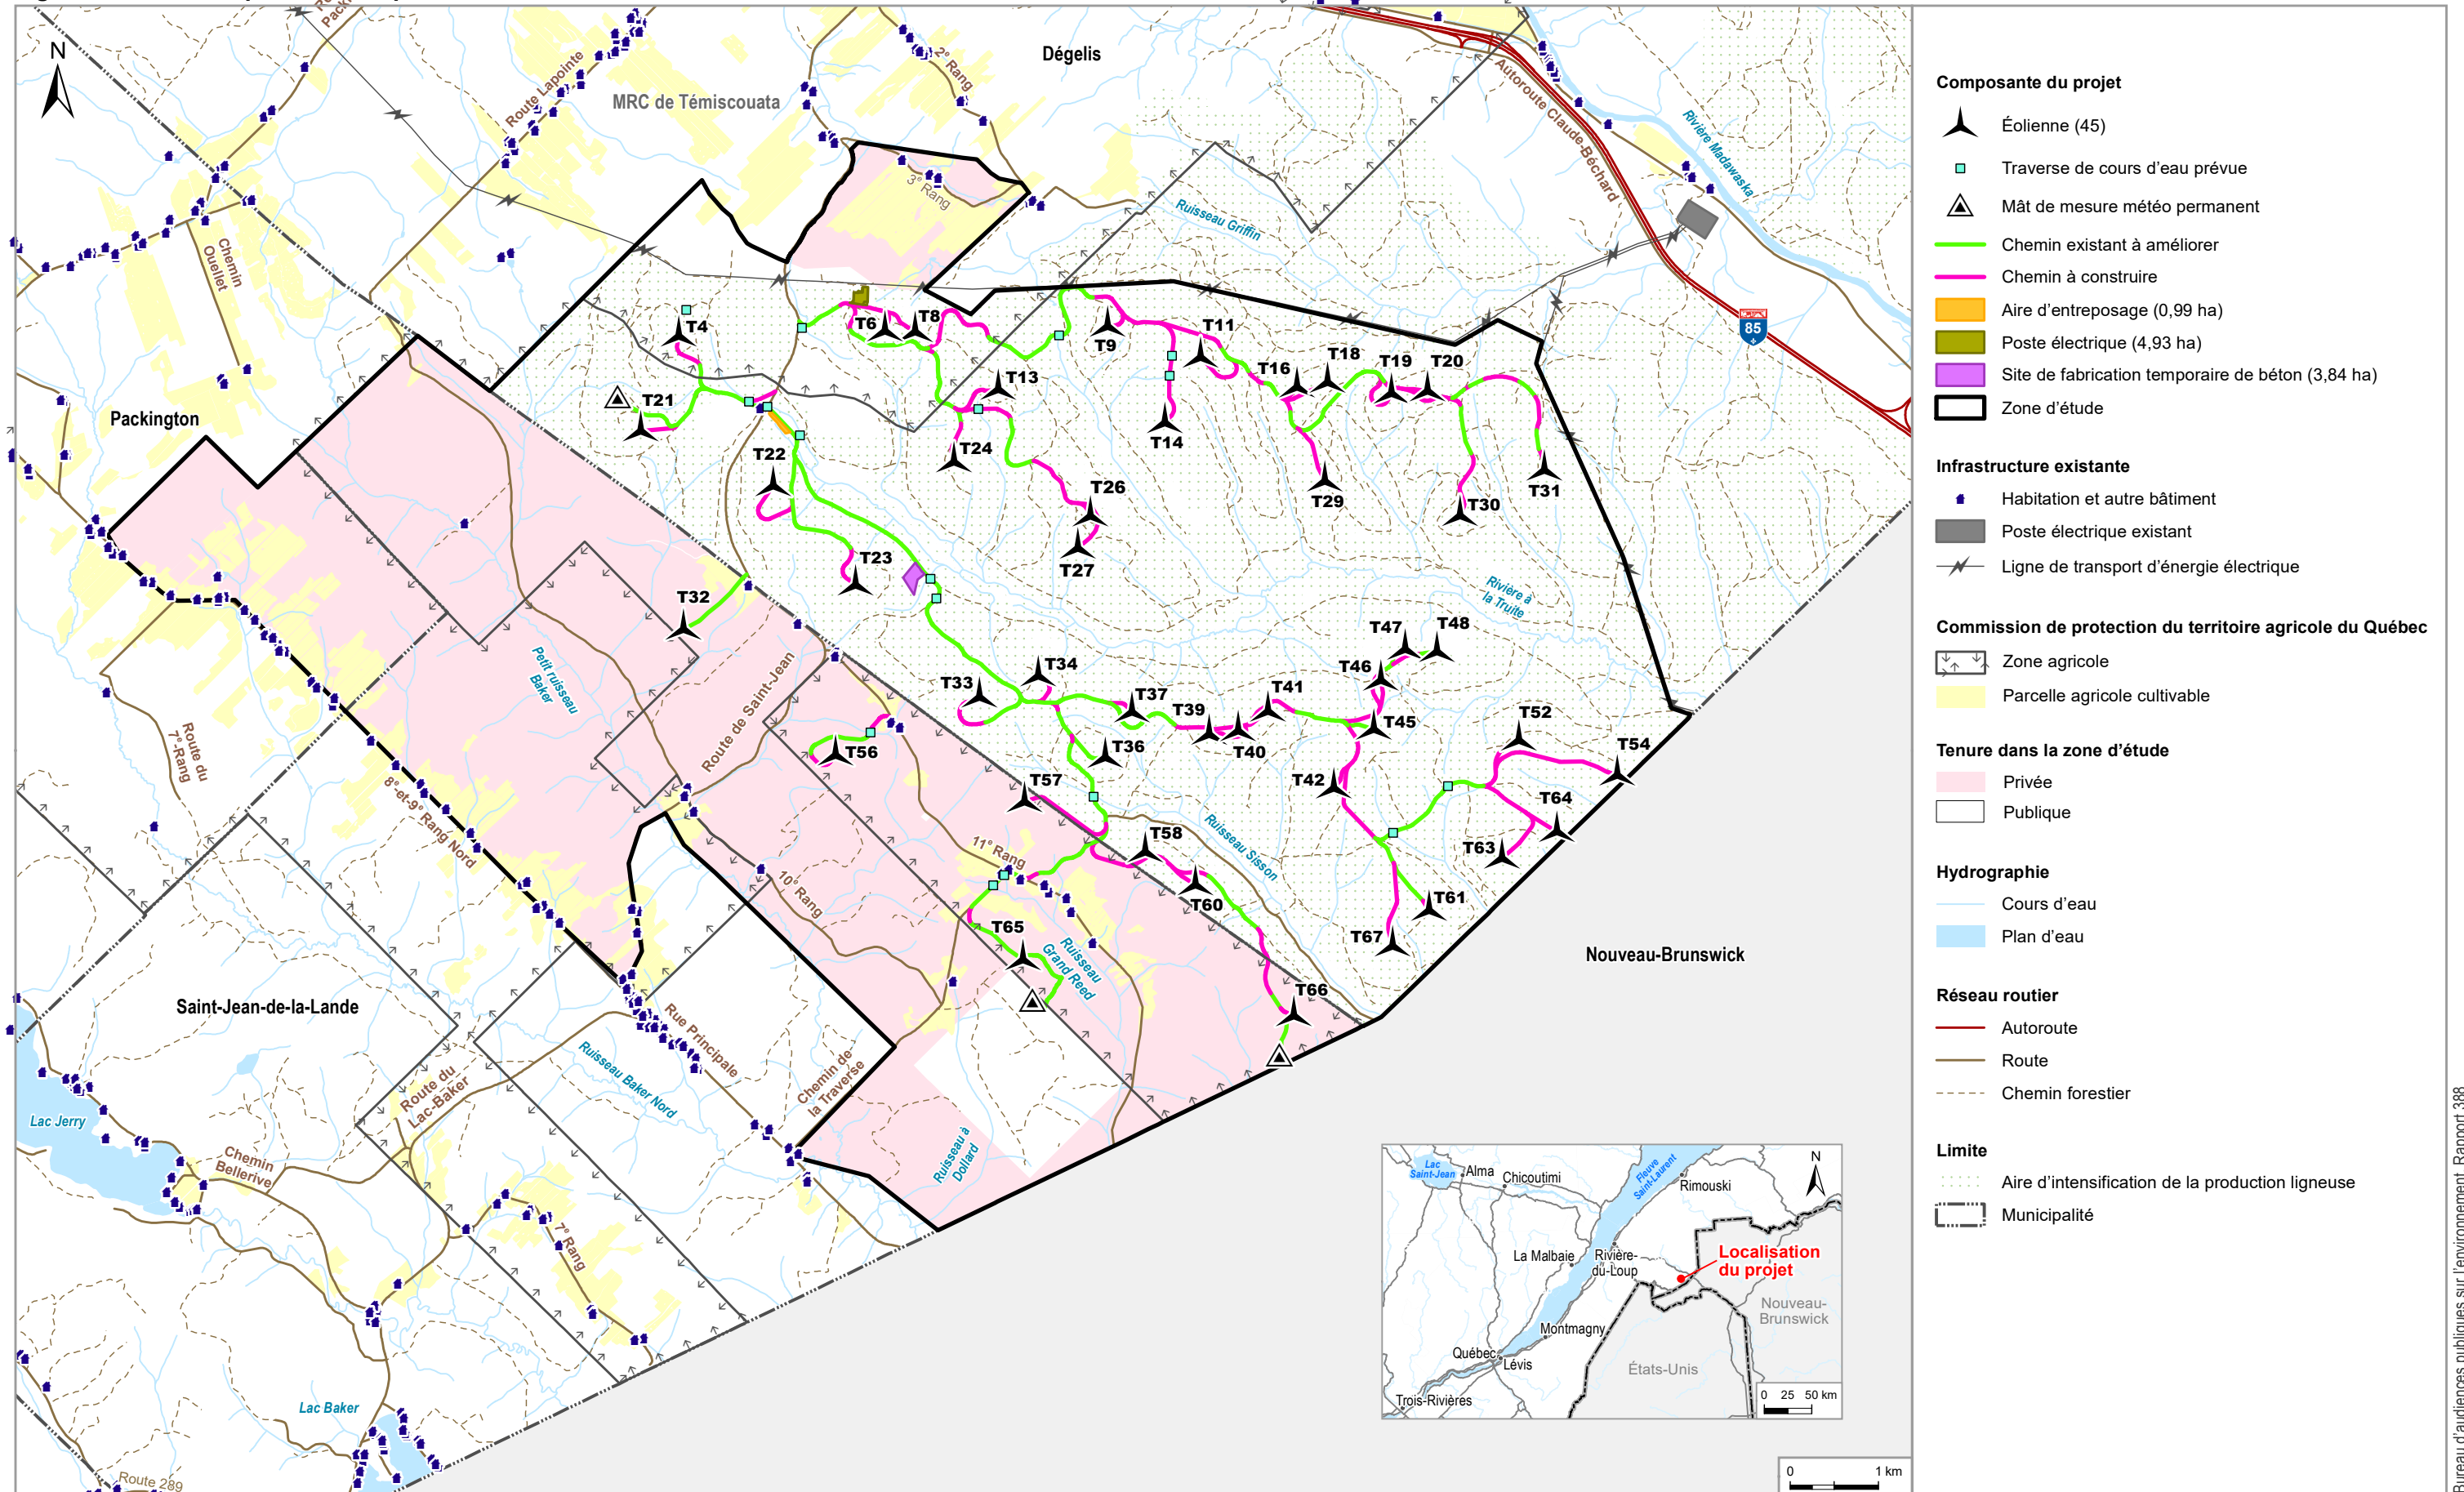 N
Dégelis
MRC de Témiscouata
Route Lapointe
2e Rang
3e Rang
Autoroute Claude-Béchard
Rivière Madawaska
Ruisseau Griffin
85
Chemin
Ouellet
Packington
T4
T6
T8
T9
T11
T13
T14
T16
T18
T19
T20
T21
T22
T23
T24
T26
T27
T29
T30
T31
T32
T33
T34
T36
T37
T39
T40
T41
T42
T45
T46
T47
T48
T52
T54
T56
T57
T58
T60
T61
T63
T64
T65
T66
T67
Rivière à
la Truite
Petit ruisseau
Baker
Route de Saint-Jean
Route du
7e-Rang
8e-et-9e Rang Nord
10e Rang
11e Rang
Ruisseau Sisson
Ruisseau
Grand Reed
Nouveau-Brunswick
Saint-Jean-de-la-Lande
Rue Principale
Chemin de
la Traverse
Route du
Lac-Baker
Ruisseau Baker Nord
Ruisseau à
Dollard
Lac Jerry
Chemin
Bellerive
7e Rang
Lac Baker
Route 289
Lac
Saint-Jean
Alma
Chicoutimi
Fleuve
Saint-Laurent
Rimouski
N
La Malbaie
Rivière-
du-Loup
Localisation
du projet
Nouveau-
Brunswick
Montmagny
Québec
Lévis
États-Unis
Trois-Rivières
0 25 50 km
0 1 km
Composante du projet
Éolienne (45)
Traverse de cours d'eau prévue
Mât de mesure météo permanent
Chemin existant à améliorer
Chemin à construire
Aire d'entreposage (0,99 ha)
Poste électrique (4,93 ha)
Site de fabrication temporaire de béton (3,84 ha)
Zone d'étude
Infrastructure existante
Habitation et autre bâtiment
Poste électrique existant
Ligne de transport d'énergie électrique
Commission de protection du territoire agricole du Québec
Zone agricole
Parcelle agricole cultivable
Tenure dans la zone d'étude
Privée
Publique
Hydrographie
Cours d'eau
Plan d'eau
Réseau routier
Autoroute
Route
Chemin forestier
Limite
Aire d'intensification de la production ligneuse
Municipalité
Bureau d'audiences publiques sur l'environnement, Rapport 388